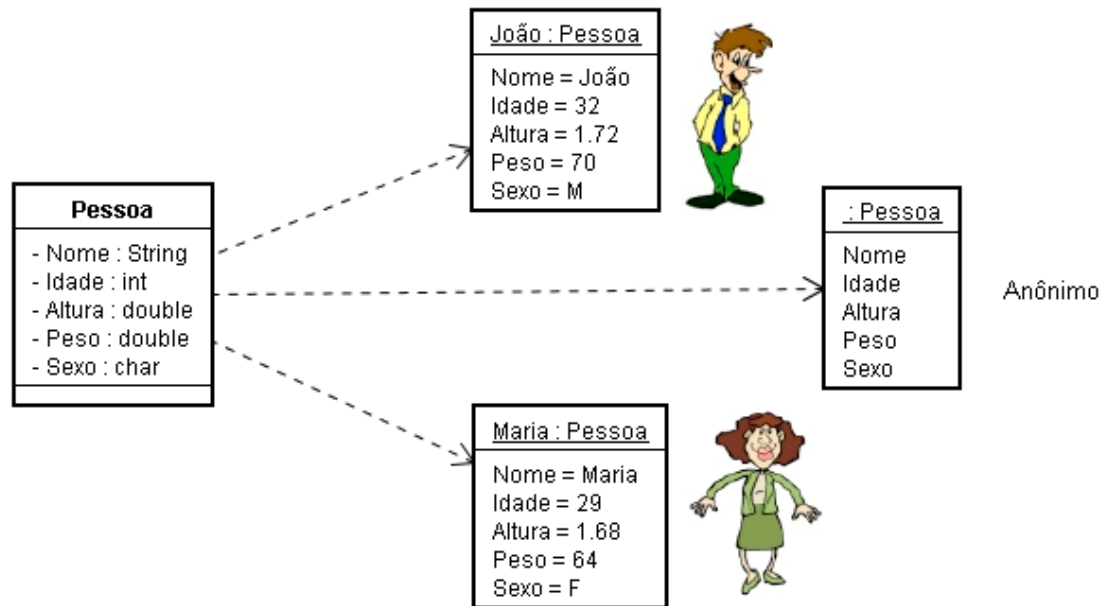 João : Pessoa
Nome = João
Idade = 32
Altura = 1.72
Peso = 70
Sexo = M
Pessoa
- Nome : String
- Idade : int
- Altura : double
- Peso : double
- Sexo : char
: Pessoa
Nome
Idade
Altura
Peso
Sexo
Anônimo
Maria : Pessoa
Nome = Maria
Idade = 29
Altura = 1.68
Peso = 64
Sexo = F